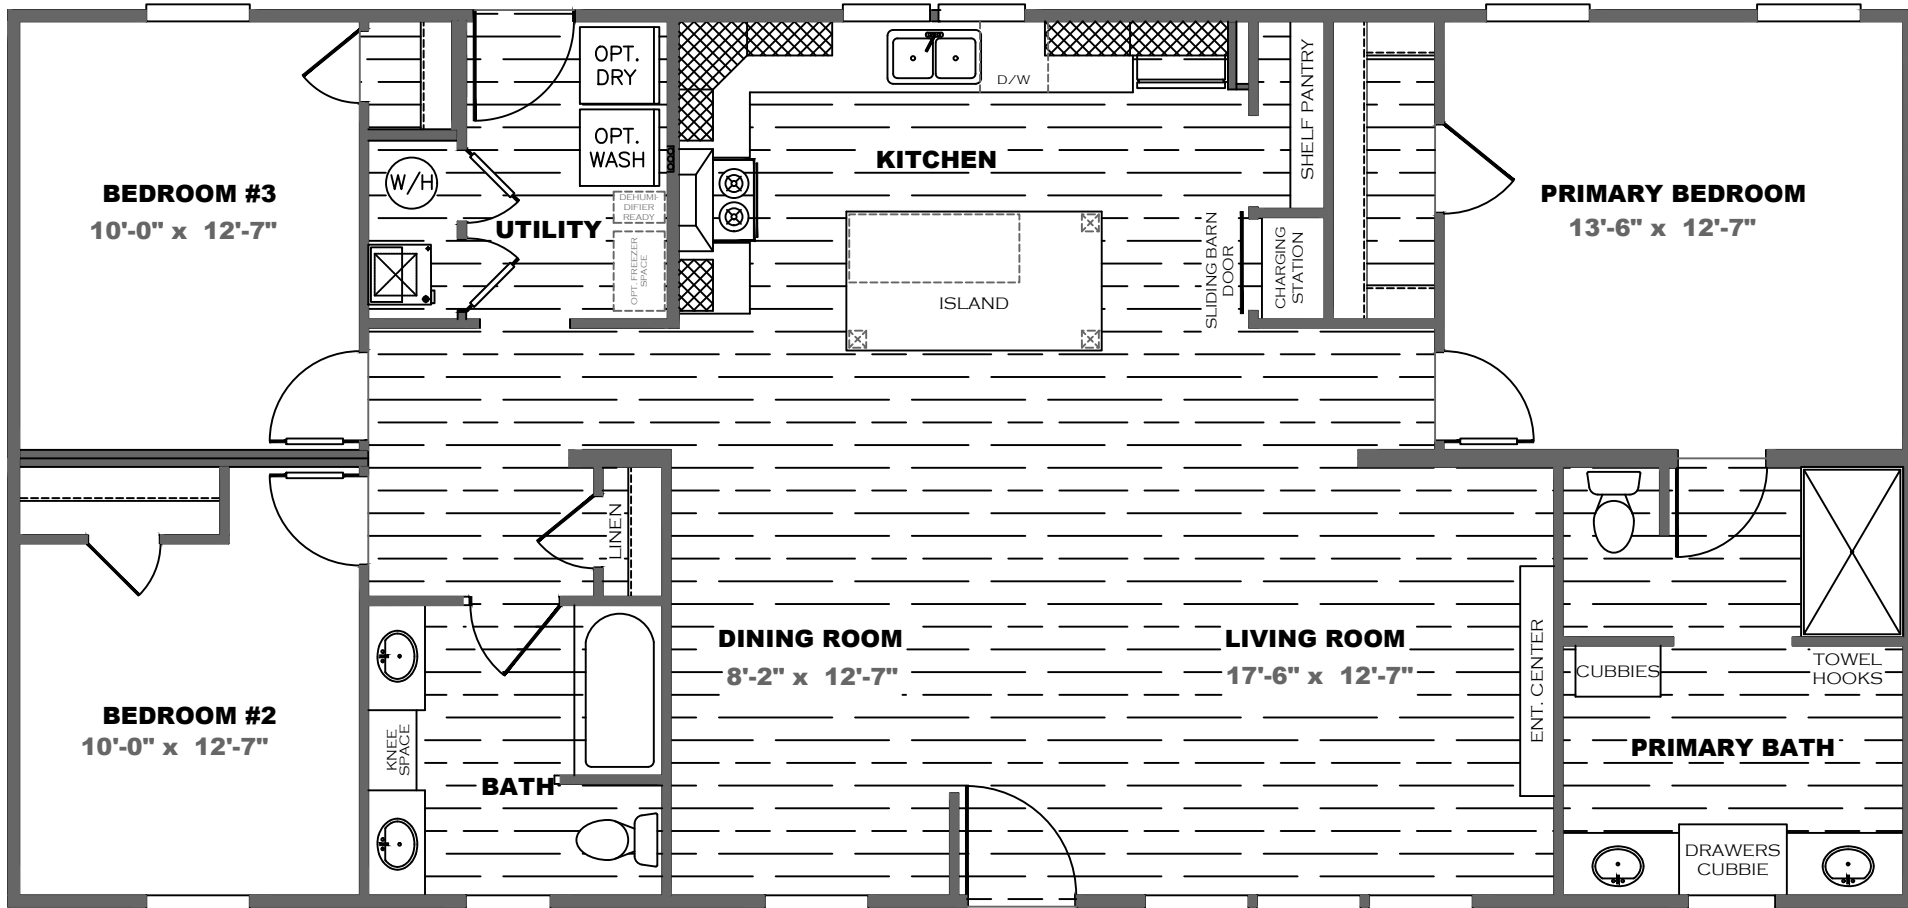 OPT.
DRY
OPT.
WASH
W/H
DEHUMI-
DIFIER
READY
OPT. FREEZER
SPACE
UTILITY
BEDROOM #3
10'-0" x 12'-7"
D/W
KITCHEN
ISLAND
SHELF PANTRY
SLIDING BARN
DOOR
CHARGING
STATION
PRIMARY BEDROOM
13'-6" x 12'-7"
LINEN
BEDROOM #2
10'-0" x 12'-7"
KNEE
SPACE
BATH
DINING ROOM
8'-2" x 12'-7"
LIVING ROOM
17'-6" x 12'-7"
ENT. CENTER
CUBBIES
TOWEL
HOOKS
PRIMARY BATH
DRAWERS
CUBBIE